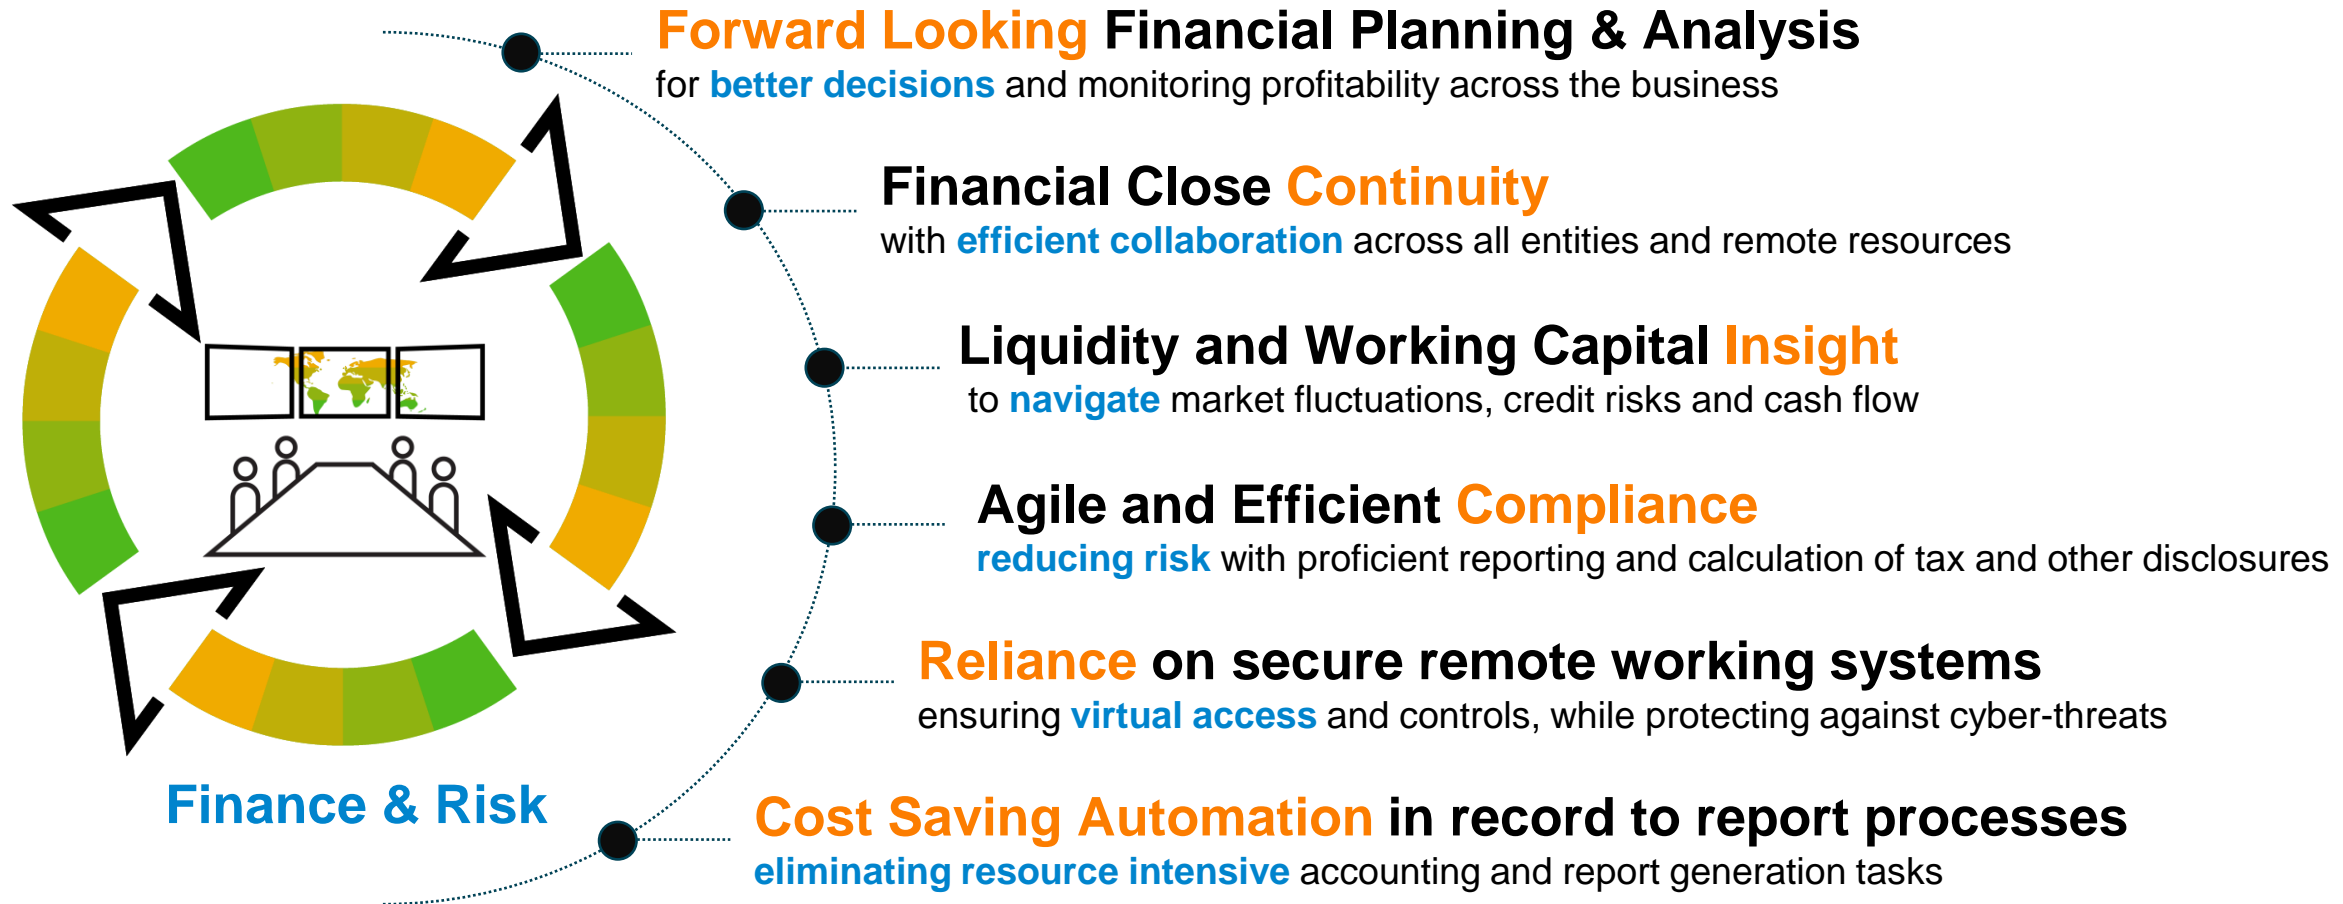 Forward Looking Financial Planning & Analysis
for better decisions and monitoring profitability across the business
Financial Close Continuity
with efficient collaboration across all entities and remote resources
Liquidity and Working Capital Insight
to navigate market fluctuations, credit risks and cash flow
Agile and Efficient Compliance
reducing risk with proficient reporting and calculation of tax and other disclosures
Reliance on secure remote working systems
ensuring virtual access and controls, while protecting against cyber-threats
Finance & Risk
Cost Saving Automation in record to report processes
eliminating resource intensive accounting and report generation tasks